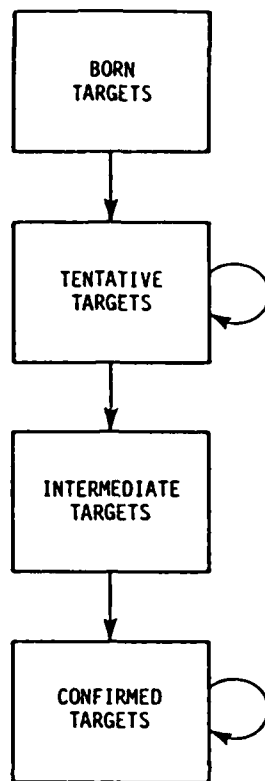 BORN
TARGETS
TENTATIVE
TARGETS
INTERMEDIATE
TARGETS
CONFIRMED
TARGETS